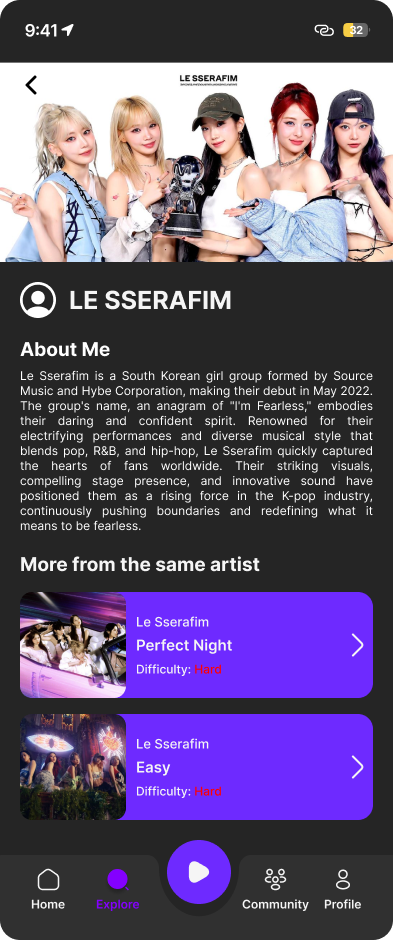 9:41
32
LE SSERAFIM
LE SSERAFIM
About Me
Le Sserafim is a South Korean girl group formed by Source
Music and Hybe Corporation, making their debut in May 2022.
The group's name, an anagram of "I'm Fearless," embodies
their daring and confident spirit. Renowned for their
electrifying performances and diverse musical style that
blends pop, R&B, and hip-hop, Le Sserafim quickly captured
the hearts of fans worldwide. Their striking visuals,
compelling stage presence, and innovative sound have
positioned them as a rising force in the K-pop industry,
continuously pushing boundaries and redefining what it
means to be fearless.
More from the same artist
Le Sserafim
Perfect Night
Difficulty: Hard
Le Sserafim
Easy
Difficulty: Hard
Home
Explore
Community
Profile